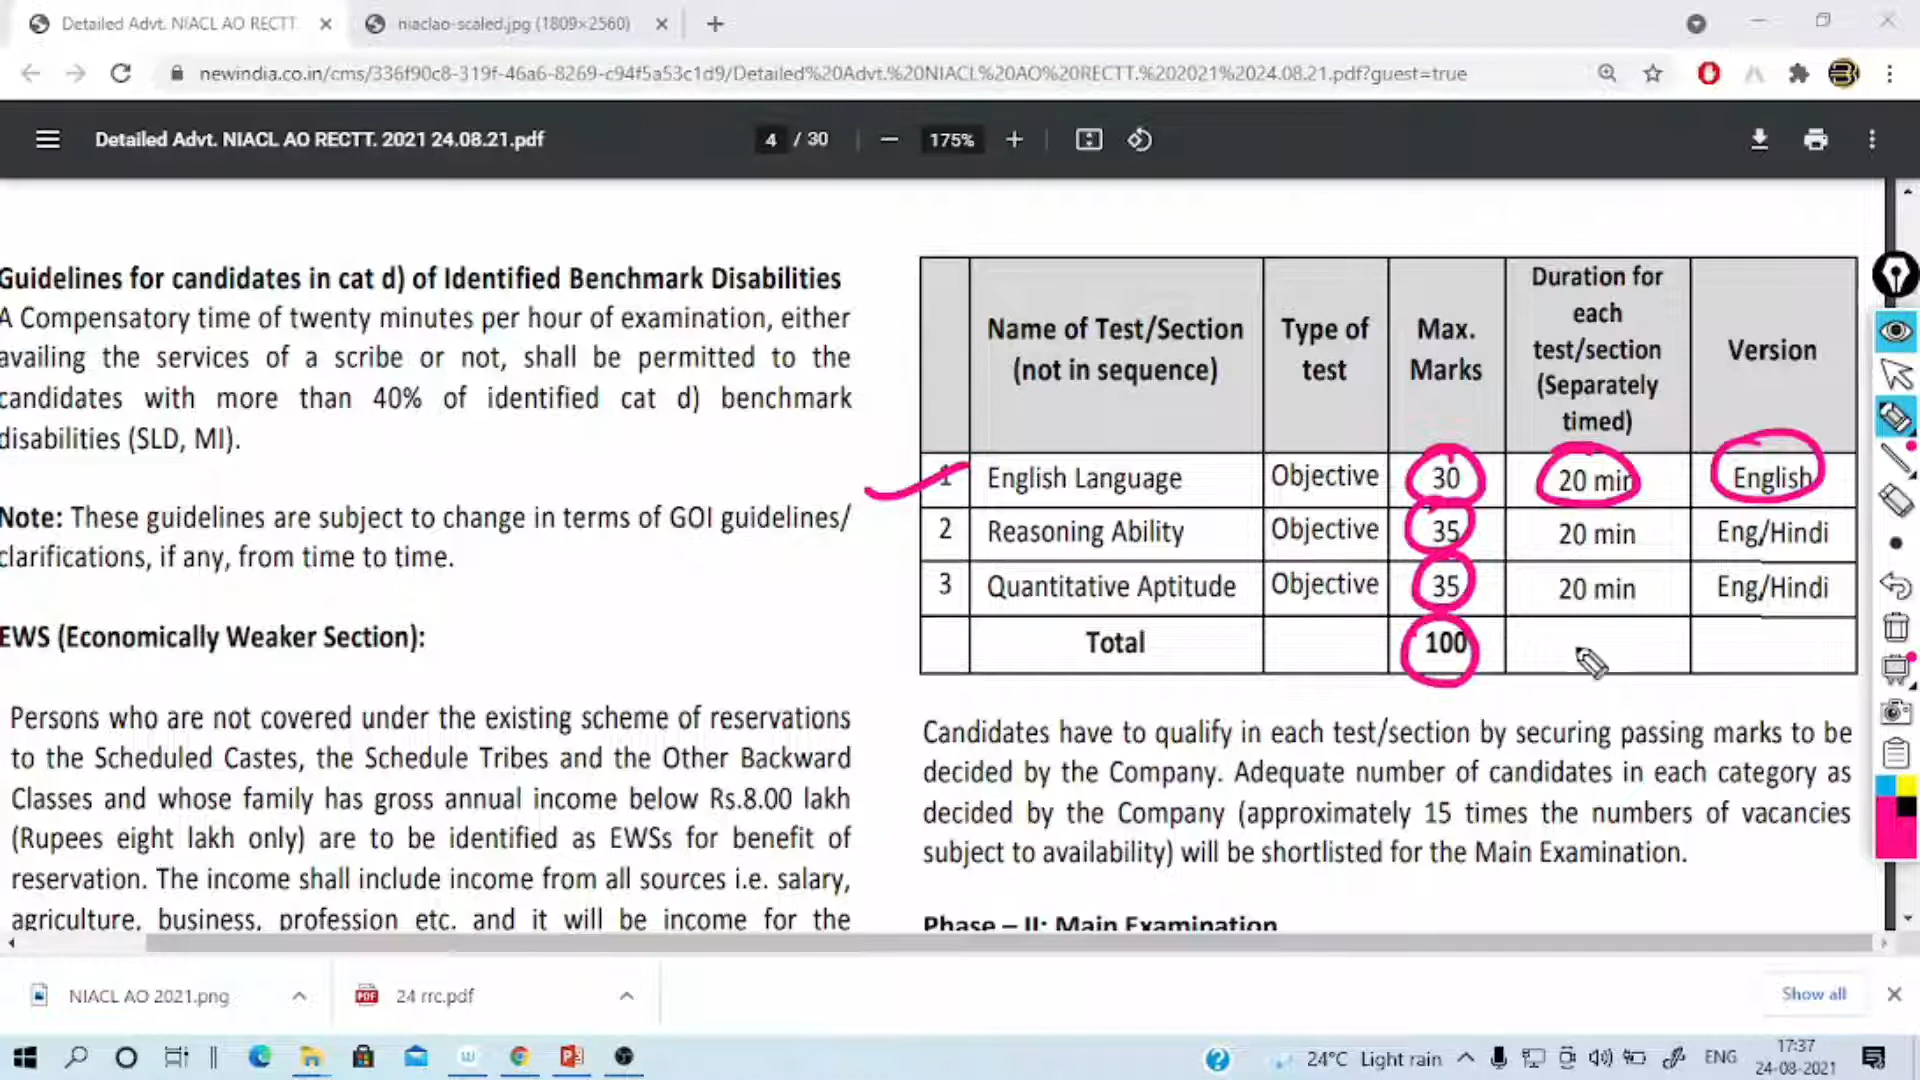 Detailed Advt. NIACL AO RECTT.
niaclao-scaled.jpg (1809×2560)
newindia.co.in/cms/336f90c8-319f-46a6-8269-c94f5a53c1d9/Detailed%20Advt.%20NIACL%20AO%20RECTT.%202021%2024.08.21.pdf?guest=true
Detailed Advt. NIACL AO RECTT. 2021 24.08.21.pdf
4 / 30
175%
Guidelines for candidates in cat d) of Identified Benchmark Disabilities
A Compensatory time of twenty minutes per hour of examination, either
availing the services of a scribe or not, shall be permitted to the
candidates with more than 40% of identified cat d) benchmark
disabilities (SLD, MI).
Note: These guidelines are subject to change in terms of GOI guidelines/
clarifications, if any, from time to time.
EWS (Economically Weaker Section):
Persons who are not covered under the existing scheme of reservations
to the Scheduled Castes, the Schedule Tribes and the Other Backward
Classes and whose family has gross annual income below Rs.8.00 lakh
(Rupees eight lakh only) are to be identified as EWSs for benefit of
reservation. The income shall include income from all sources i.e. salary,
agriculture, business, profession etc. and it will be income for the
Name of Test/Section (not in sequence) Type of test Max. Marks Duration for each test/section (Separately timed) Version
1 English Language Objective 30 20 min English
2 Reasoning Ability Objective 35 20 min Eng/Hindi
3 Quantitative Aptitude Objective 35 20 min Eng/Hindi
Total 100
Candidates have to qualify in each test/section by securing passing marks to be
decided by the Company. Adequate number of candidates in each category as
decided by the Company (approximately 15 times the numbers of vacancies
subject to availability) will be shortlisted for the Main Examination.
Phase – II: Main Examination
NIACL AO 2021.png
24 rrc.pdf
Show all
24°C Light rain
ENG
17:37
24-08-2021